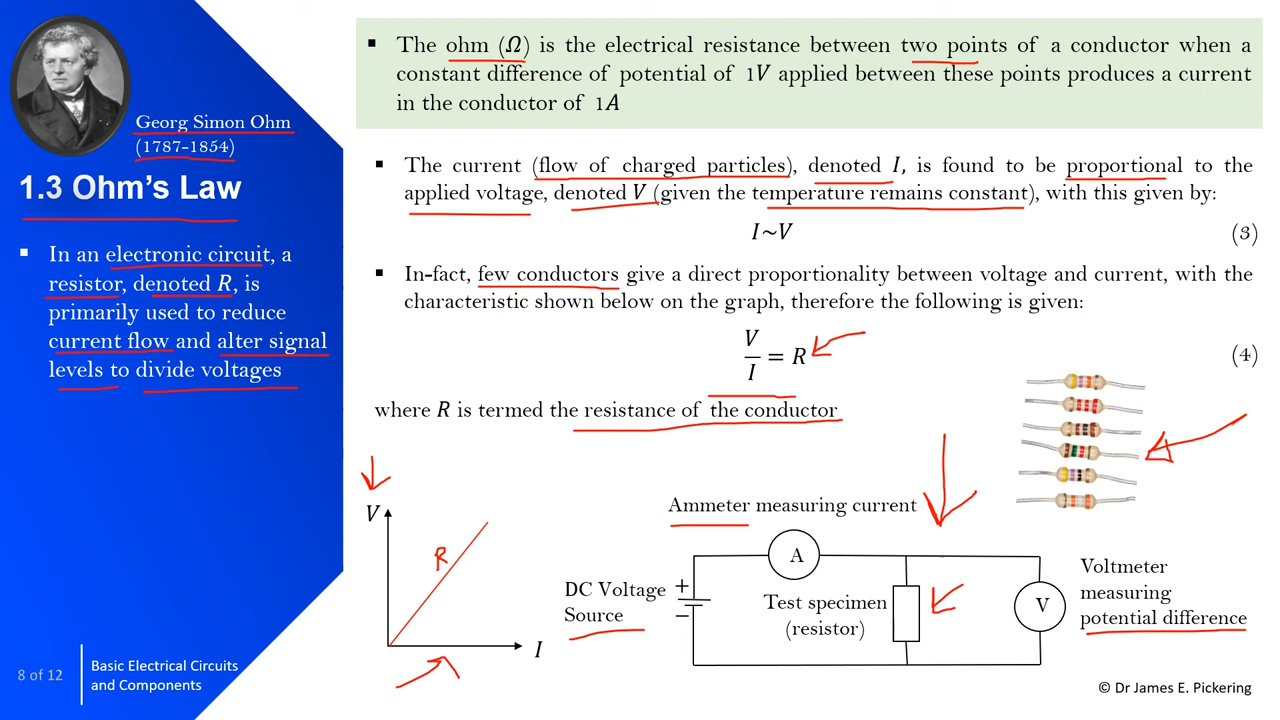 Georg Simon Ohm
(1787-1854)
1.3 Ohm's Law
▪ In an electronic circuit, a
resistor, denoted R, is
primarily used to reduce
current flow and alter signal
levels to divide voltages
8 of 12
Basic Electrical Circuits
and Components
▪ The ohm (Ω) is the electrical resistance between two points of a conductor when a
constant difference of potential of 1V applied between these points produces a current
in the conductor of 1A
▪ The current (flow of charged particles), denoted I, is found to be proportional to the
applied voltage, denoted V (given the temperature remains constant), with this given by:
I~V (3)
▪ In-fact, few conductors give a direct proportionality between voltage and current, with the
characteristic shown below on the graph, therefore the following is given:
V/I = R (4)
where R is termed the resistance of the conductor
V
R
I
Ammeter measuring current
A
DC Voltage
Source
+
−
Test specimen
(resistor)
V
Voltmeter
measuring
potential difference
© Dr James E. Pickering